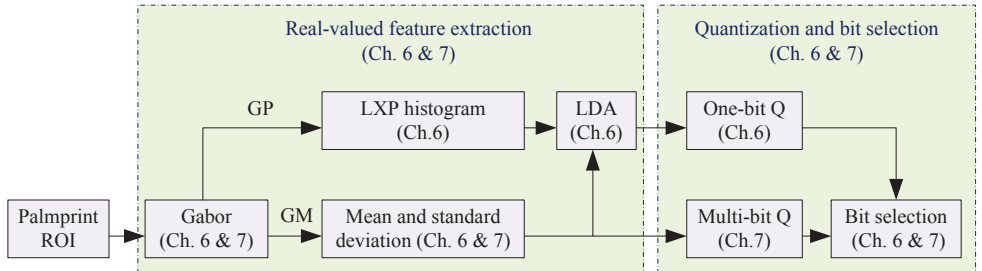 Real-valued feature extraction
(Ch. 6 & 7)
Quantization and bit selection
(Ch. 6 & 7)
GP
LXP histogram
(Ch.6)
LDA
(Ch.6)
One-bit Q
(Ch.6)
Palmprint
ROI
Gabor
(Ch. 6 & 7)
GM
Mean and standard
deviation (Ch. 6 & 7)
Multi-bit Q
(Ch.7)
Bit selection
(Ch. 6 & 7)